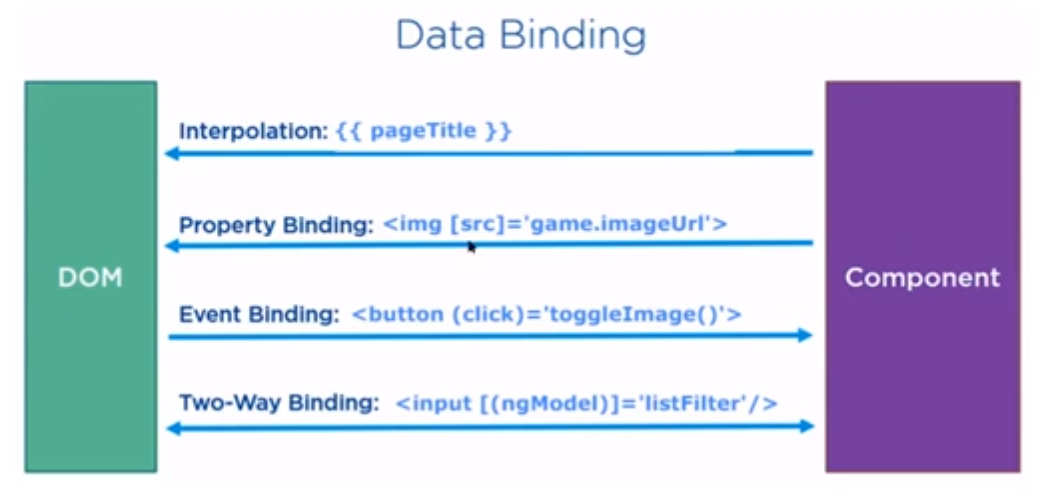 Data Binding
Interpolation: {{ pageTitle }}
Property Binding: <img [src]='game.imageUrl'>
DOM
Component
Event Binding: <button (click)='toggleImage()'>
Two-Way Binding: <input [(ngModel)]='listFilter'/>